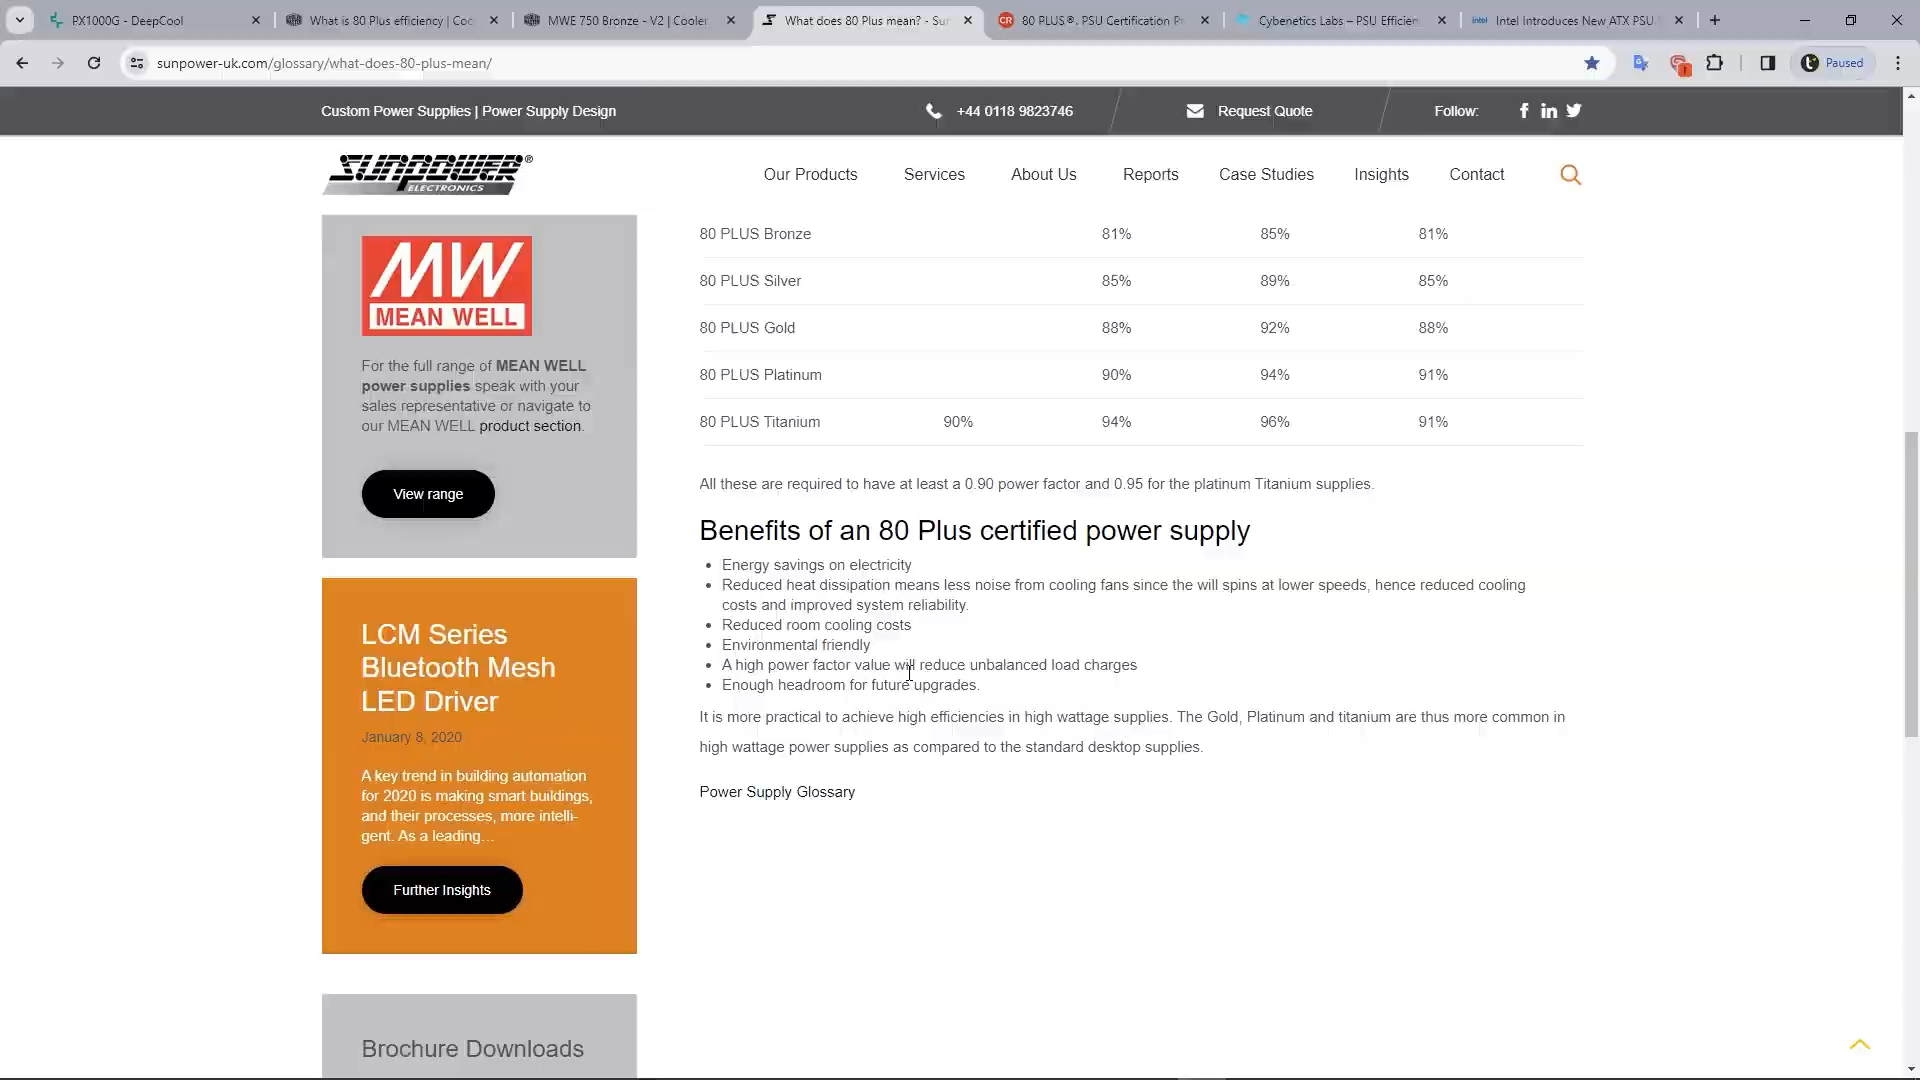 PX1000G - DeepCool
What is 80 Plus efficiency | Coo
MWE 750 Bronze - V2 | Cooler
What does 80 Plus mean? - Sun
80 PLUS®, PSU Certification Pr
Cybenetics Labs – PSU Efficien
Intel Introduces New ATX PSU
sunpower-uk.com/glossary/what-does-80-plus-mean/
Paused
Custom Power Supplies | Power Supply Design
+44 0118 9823746
Request Quote
Follow:
SUNPOWER®
ELECTRONICS
Our Products
Services
About Us
Reports
Case Studies
Insights
Contact
MW
MEAN WELL
For the full range of MEAN WELL
power supplies speak with your
sales representative or navigate to
our MEAN WELL product section.
View range
LCM Series
Bluetooth Mesh
LED Driver
January 8, 2020
A key trend in building automation
for 2020 is making smart buildings,
and their processes, more intelli-
gent. As a leading...
Further Insights
Brochure Downloads
80 PLUS Bronze 81% 85% 81%
80 PLUS Silver 85% 89% 85%
80 PLUS Gold 88% 92% 88%
80 PLUS Platinum 90% 94% 91%
80 PLUS Titanium 90% 94% 96% 91%
All these are required to have at least a 0.90 power factor and 0.95 for the platinum Titanium supplies.
Benefits of an 80 Plus certified power supply
• Energy savings on electricity
• Reduced heat dissipation means less noise from cooling fans since the will spins at lower speeds, hence reduced cooling
costs and improved system reliability.
• Reduced room cooling costs
• Environmental friendly
• A high power factor value will reduce unbalanced load charges
• Enough headroom for future upgrades.
It is more practical to achieve high efficiencies in high wattage supplies. The Gold, Platinum and titanium are thus more common in
high wattage power supplies as compared to the standard desktop supplies.
Power Supply Glossary